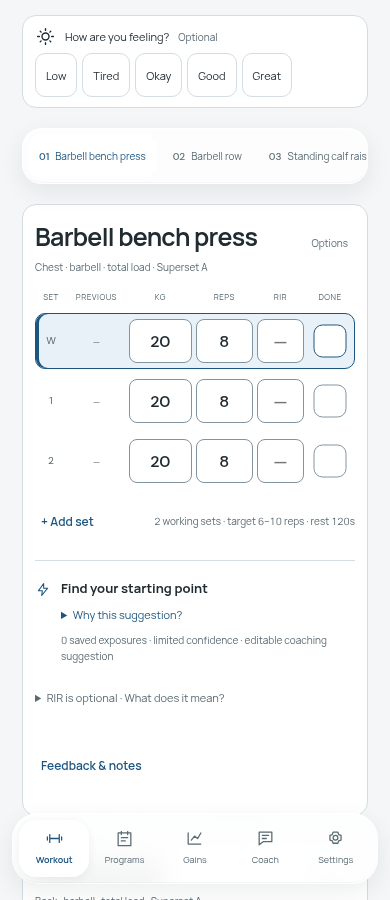 How are you feeling? Optional
Low Tired Okay Good Great
01 Barbell bench press 02 Barbell row 03 Standing calf rais
Barbell bench press
Options
Chest · barbell · total load · Superset A
SET PREVIOUS KG REPS RIR DONE
W – 20 8 —
1 – 20 8 —
2 – 20 8 —
+ Add set 2 working sets · target 6–10 reps · rest 120s
Find your starting point
Why this suggestion?
0 saved exposures · limited confidence · editable coaching
suggestion
RIR is optional · What does it mean?
Feedback & notes
Workout Programs Gains Coach Settings
Back · barbell · total load · Superset A